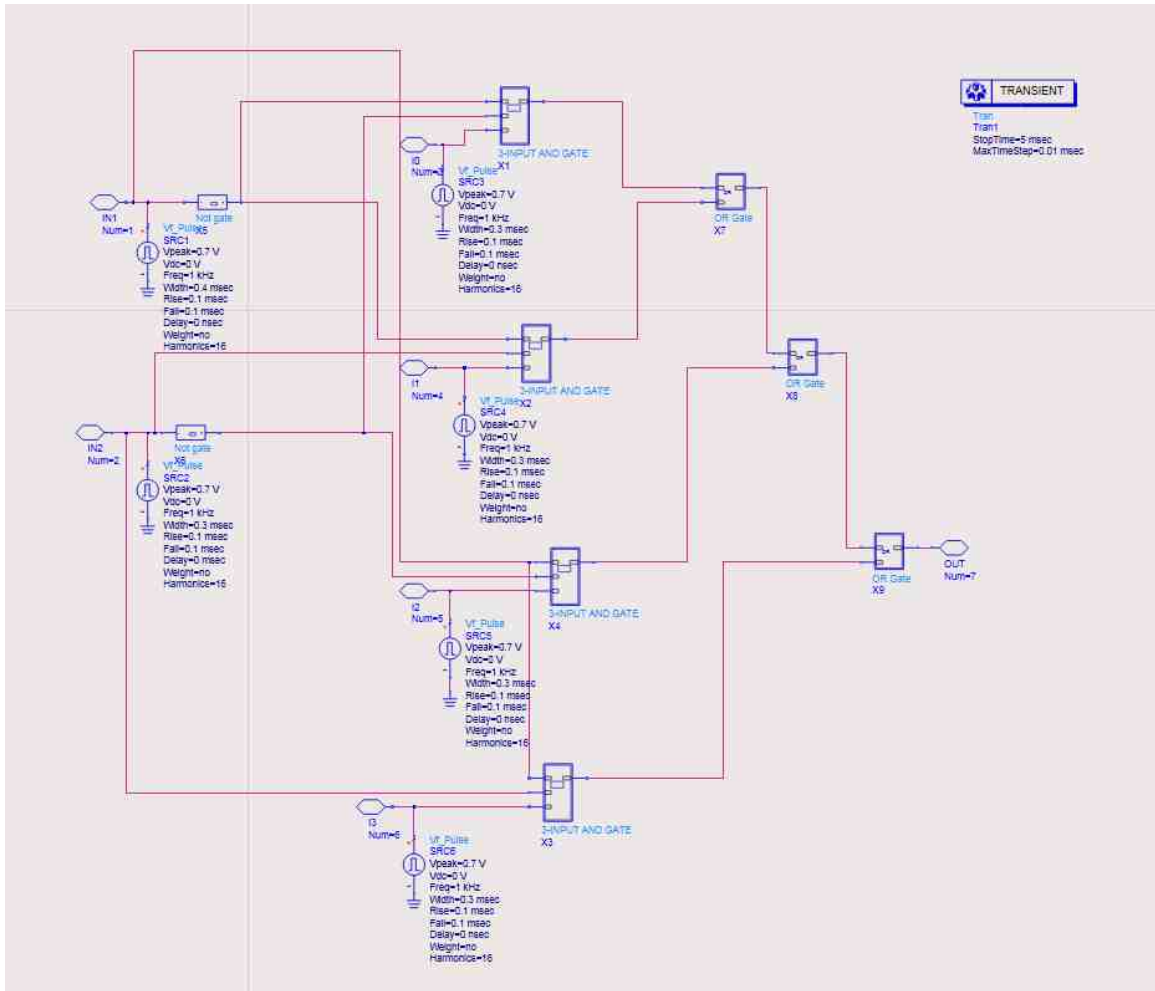 TRANSIENT
Tran
Tran1
StopTime=5 msec
MaxTimeStep=0.01 msec
3-INPUT AND GATE
X1
I0
Num=3
Vf_Pulse
SRC3
Vpeak=0.7 V
Vdc=0 V
Freq=1 kHz
Width=0.3 msec
Rise=0.1 msec
Fall=0.1 msec
Delay=0 nsec
Weight=no
Harmonics=16
OR Gate
X7
IN1
Num=1
Not gate
X5
Vf_Pulse
SRC1
Vpeak=0.7 V
Vdc=0 V
Freq=1 kHz
Width=0.4 msec
Rise=0.1 msec
Fall=0.1 msec
Delay=0 nsec
Weight=no
Harmonics=16
3-INPUT AND GATE
X2
I1
Num=4
Vf_Pulse
SRC4
Vpeak=0.7 V
Vdc=0 V
Freq=1 kHz
Width=0.3 msec
Rise=0.1 msec
Fall=0.1 msec
Delay=0 nsec
Weight=no
Harmonics=16
OR Gate
X8
IN2
Num=2
Not gate
X6
Vf_Pulse
SRC2
Vpeak=0.7 V
Vdc=0 V
Freq=1 kHz
Width=0.3 msec
Rise=0.1 msec
Fall=0.1 msec
Delay=0 msec
Weight=no
Harmonics=16
OR Gate
X9
OUT
Num=7
3-INPUT AND GATE
X4
I2
Num=5
Vf_Pulse
SRC5
Vpeak=0.7 V
Vdc=0 V
Freq=1 kHz
Width=0.3 msec
Rise=0.1 msec
Fall=0.1 msec
Delay=0 nsec
Weight=no
Harmonics=16
3-INPUT AND GATE
X3
I3
Num=6
Vf_Pulse
SRC6
Vpeak=0.7 V
Vdc=0 V
Freq=1 kHz
Width=0.3 msec
Rise=0.1 msec
Fall=0.1 msec
Delay=0 nsec
Weight=no
Harmonics=16